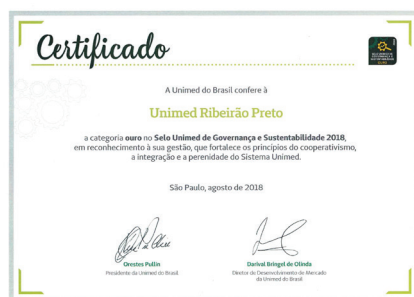 Certificado
A Unimed do Brasil confere à
Unimed Ribeirão Preto
a categoria ouro no Selo Unimed de Governança e Sustentabilidade 2018,
em reconhecimento à sua gestão, que fortalece os princípios do cooperativismo,
a integração e a perenidade do Sistema Unimed.
São Paulo, agosto de 2018
Orestes Pullin
Presidente da Unimed do Brasil
Darival Bringel de Olinda
Diretor de Desenvolvimento de Mercado
da Unimed do Brasil